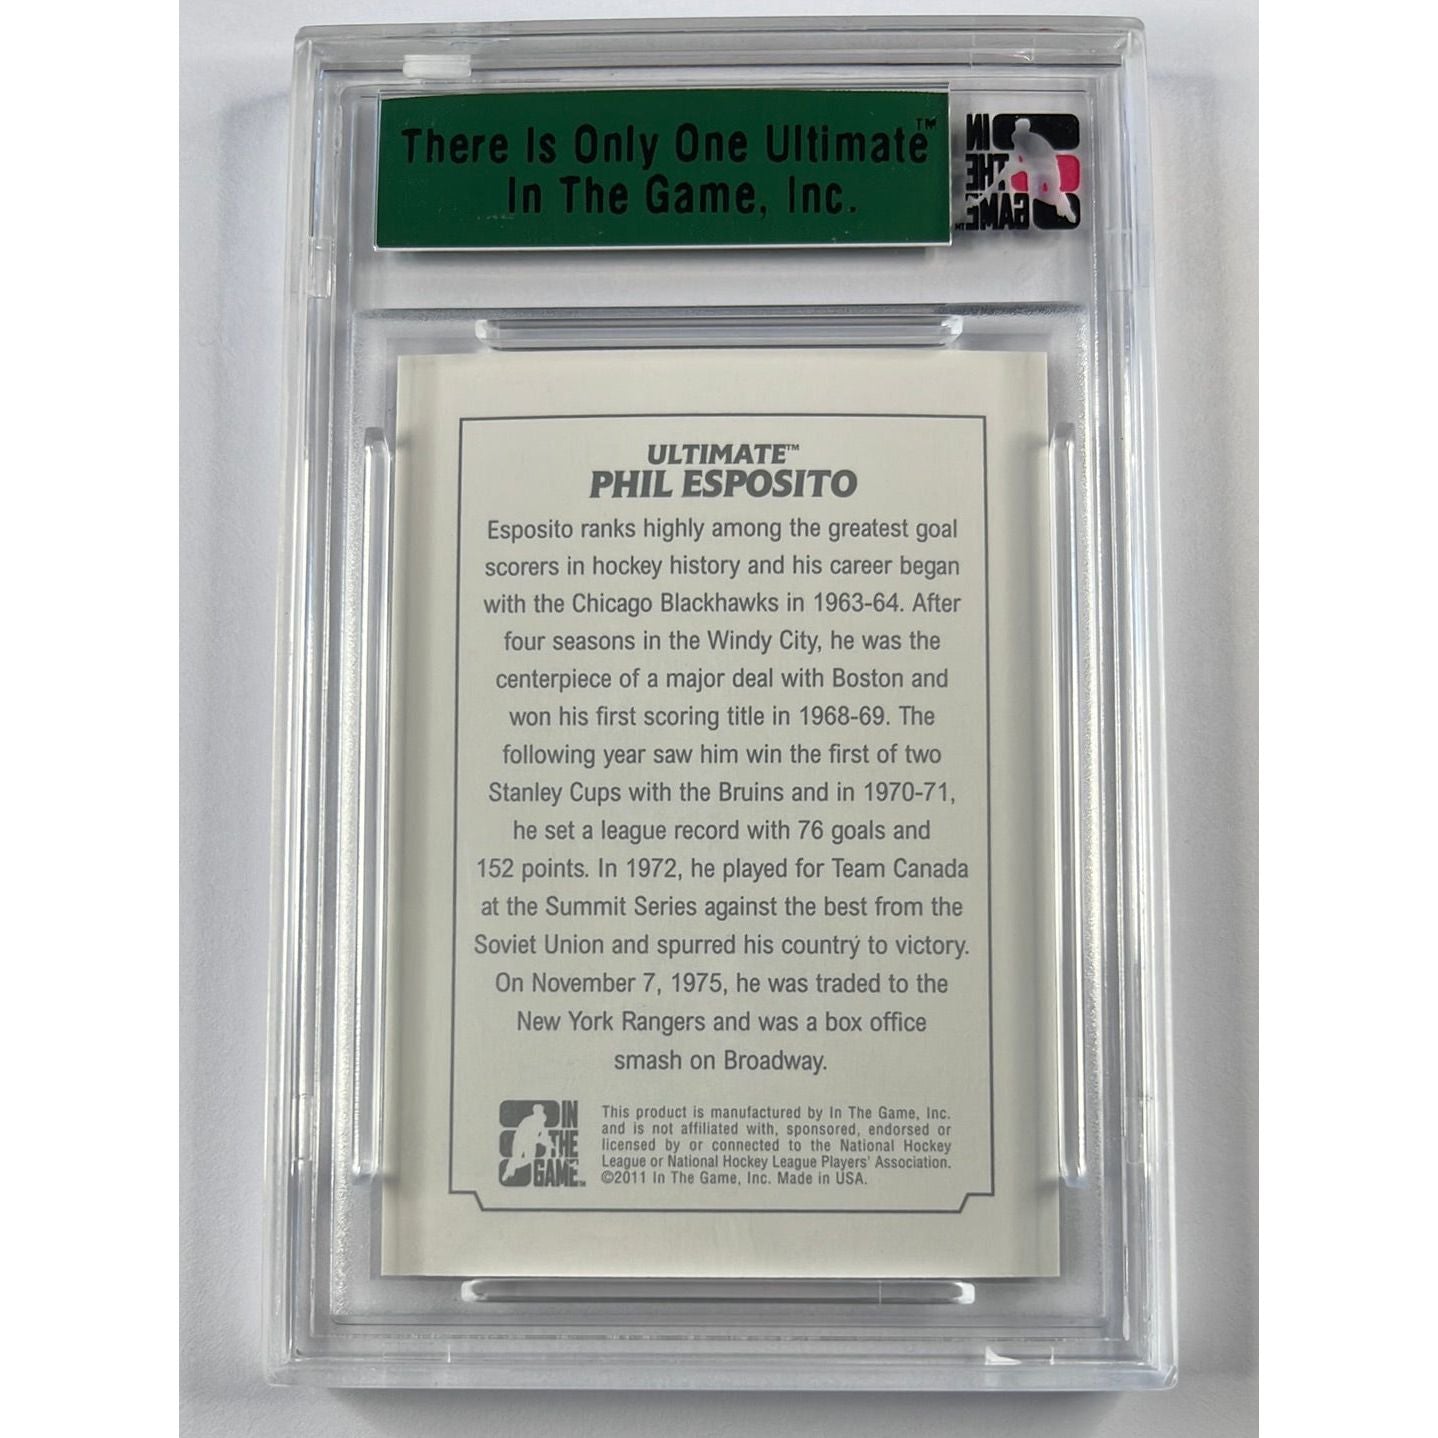 There Is Only One Ultimate™
In The Game, Inc.
IN
THE
GAME™
ULTIMATE™
PHIL ESPOSITO
Esposito ranks highly among the greatest goal
scorers in hockey history and his career began
with the Chicago Blackhawks in 1963-64. After
four seasons in the Windy City, he was the
centerpiece of a major deal with Boston and
won his first scoring title in 1968-69. The
following year saw him win the first of two
Stanley Cups with the Bruins and in 1970-71,
he set a league record with 76 goals and
152 points. In 1972, he played for Team Canada
at the Summit Series against the best from the
Soviet Union and spurred his country to victory.
On November 7, 1975, he was traded to the
New York Rangers and was a box office
smash on Broadway.
IN
THE
GAME™
This product is manufactured by In The Game, Inc.
and is not affiliated with, sponsored, endorsed or
licensed by or connected to the National Hockey
League or National Hockey League Players' Association.
©2011 In The Game, Inc. Made in USA.